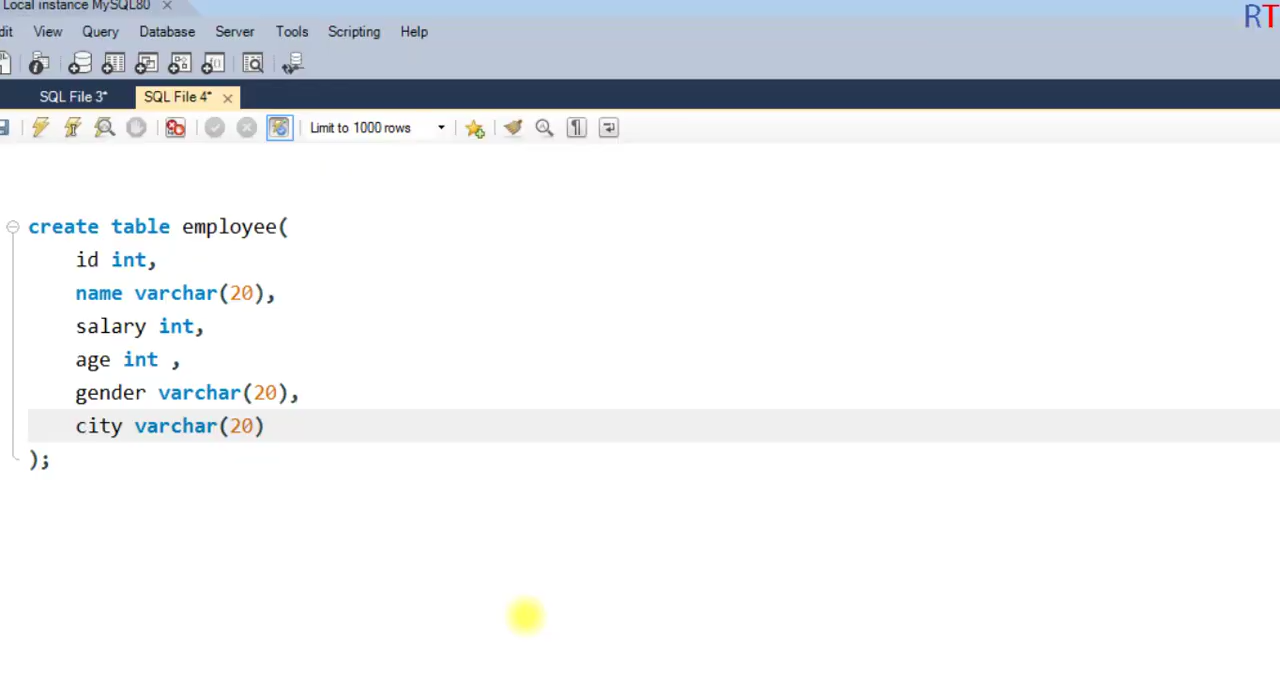 Local instance MySQL80
RT
dit View Query Database Server Tools Scripting Help
SQL File 3* SQL File 4*
Limit to 1000 rows
create table employee(
id int,
name varchar(20),
salary int,
age int ,
gender varchar(20),
city varchar(20)
);